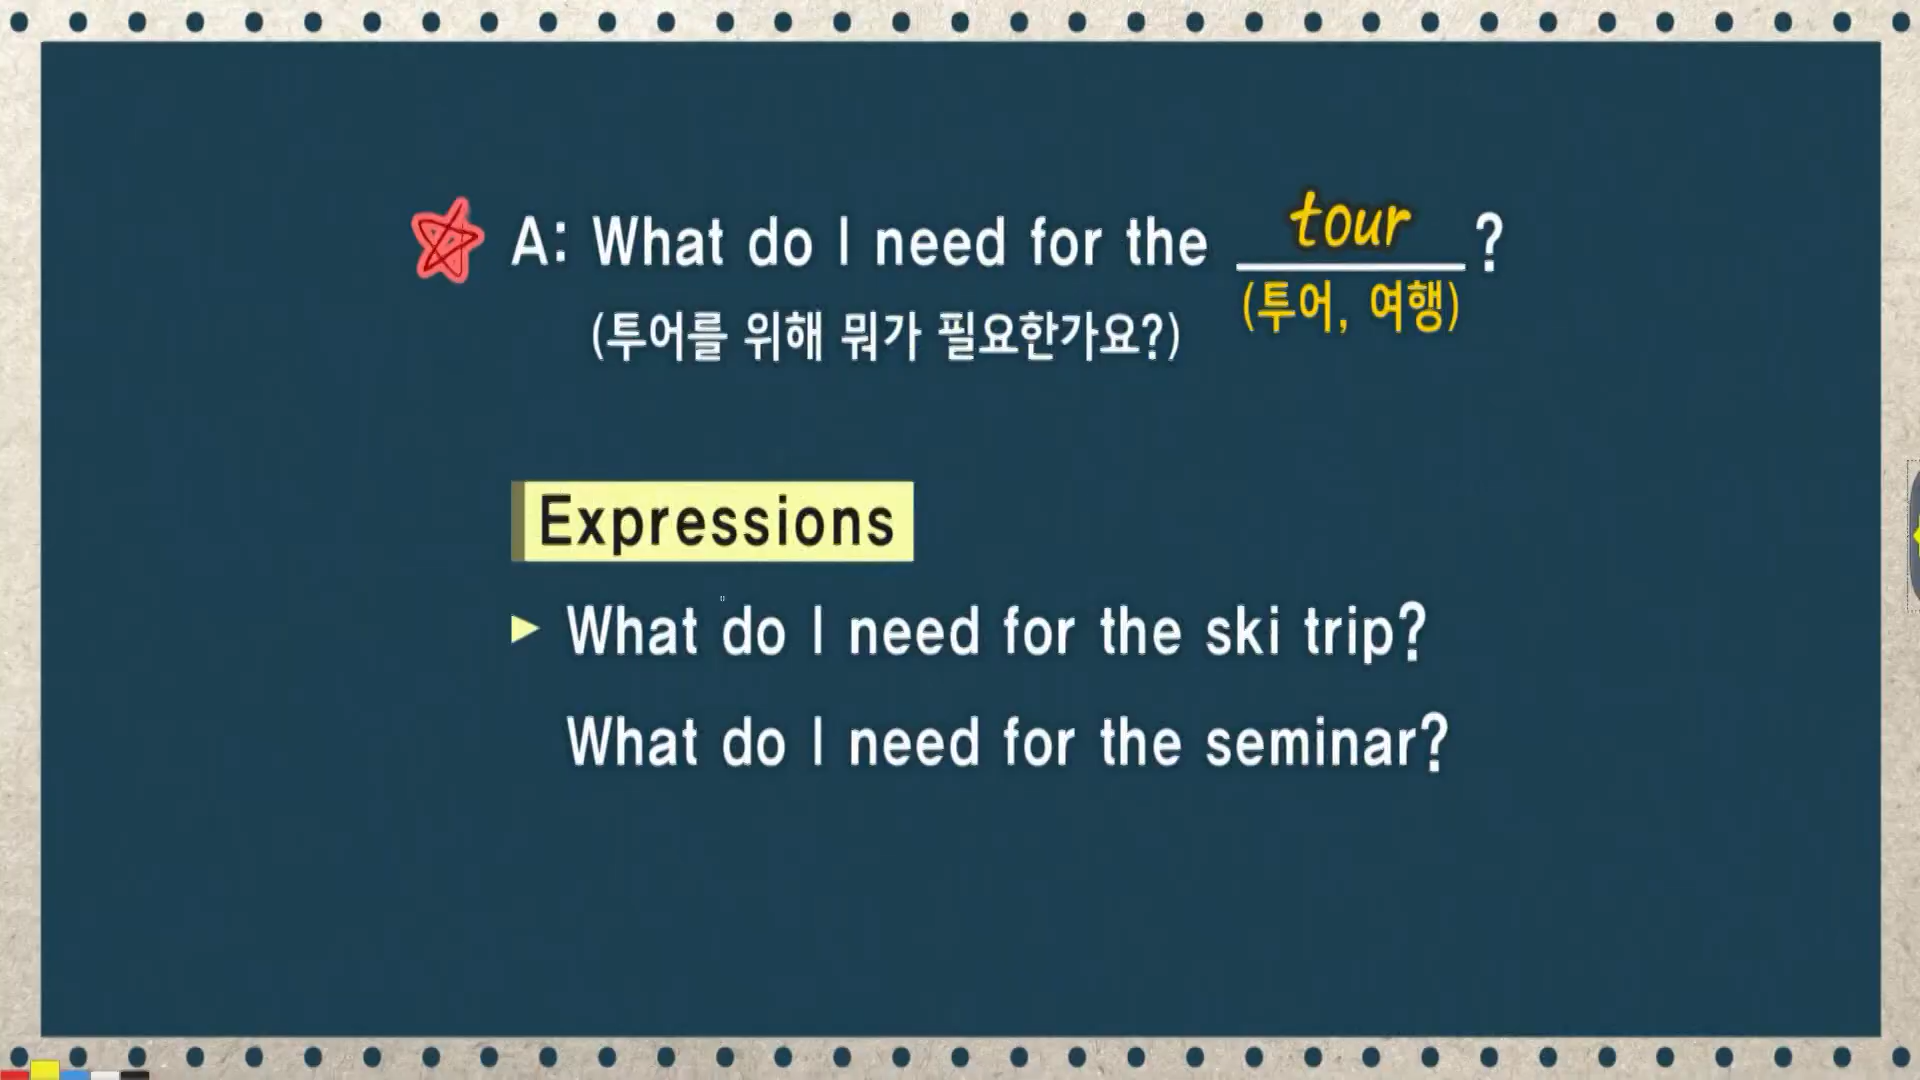 A: What do I need for the tour ?
(투어, 여행)
(투어를 위해 뭐가 필요한가요?)
Expressions
▶ What do I need for the ski trip?
What do I need for the seminar?